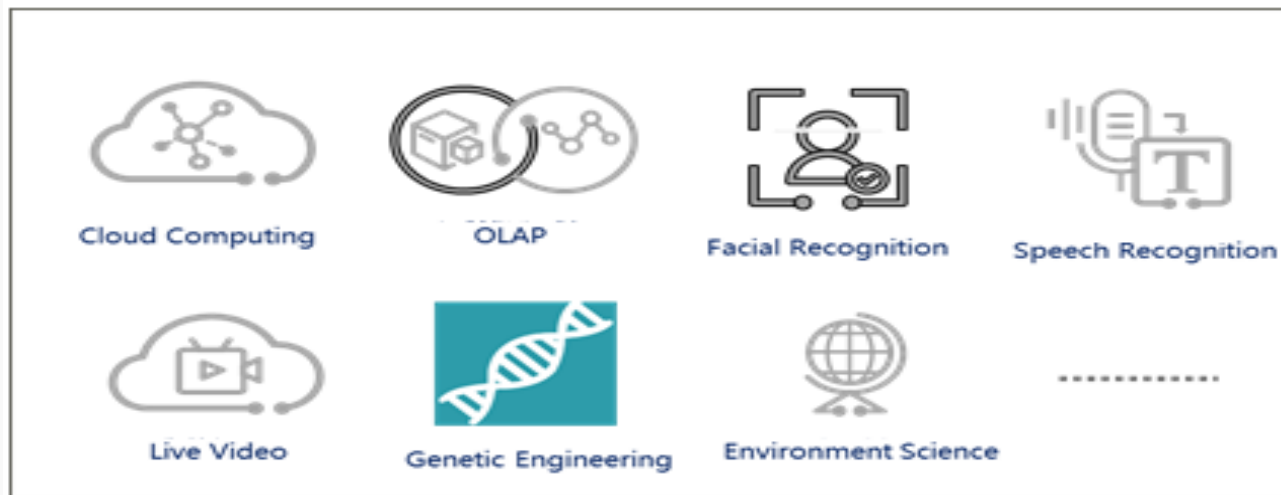 Cloud Computing
OLAP
Facial Recognition
Speech Recognition
T
Live Video
Genetic Engineering
Environment Science